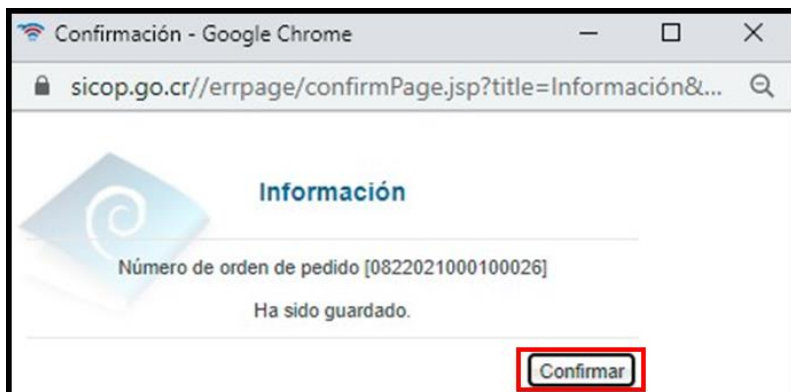 Confirmación - Google Chrome
sicop.go.cr//errpage/confirmPage.jsp?title=Información&...
Información
Número de orden de pedido [0822021000100026]
Ha sido guardado.
Confirmar